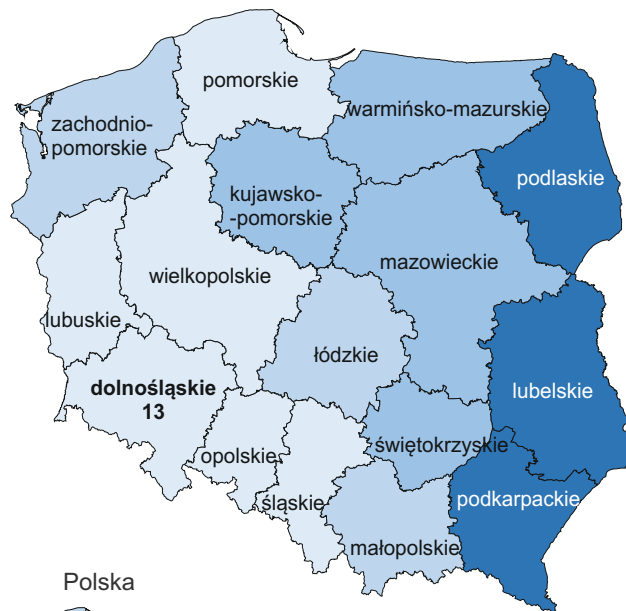 pomorskie
warmińsko-mazurskie
zachodnio-
pomorskie
podlaskie
kujawsko-
-pomorskie
mazowieckie
wielkopolskie
lubuskie
łódzkie
dolnośląskie
13
lubelskie
opolskie
świętokrzyskie
śląskie
podkarpackie
małopolskie
Polska